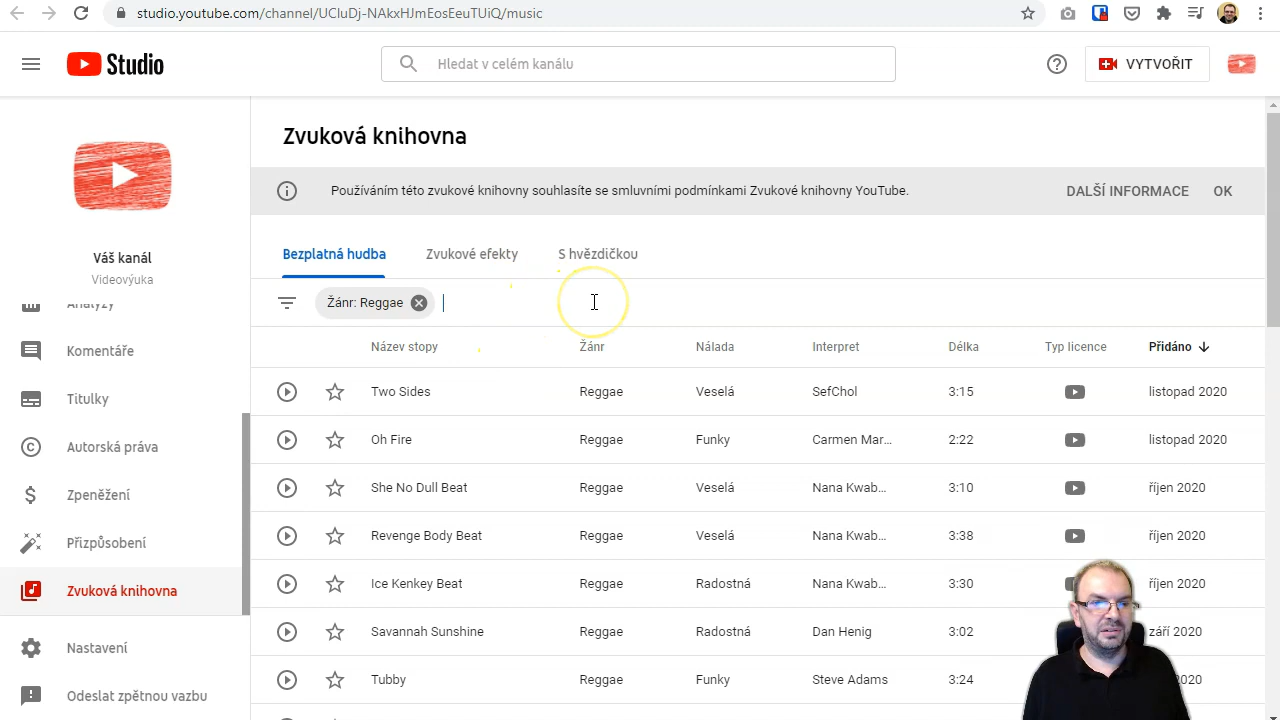 studio.youtube.com/channel/UCIuDj-NAkxHJmEosEeuTUiQ/music
Studio
Hledat v celém kanálu
VYTVOŘIT
Zvuková knihovna
Používáním této zvukové knihovny souhlasíte se smluvními podmínkami Zvukové knihovny YouTube.
DALŠÍ INFORMACE OK
Váš kanál
Videovýuka
Analýzy
Komentáře
Titulky
Autorská práva
Zpeněžení
Přizpůsobení
Zvuková knihovna
Nastavení
Odeslat zpětnou vazbu
Bezplatná hudba Zvukové efekty S hvězdičkou
Žánr: Reggae
Název stopy Žánr Nálada Interpret Délka Typ licence Přidáno
Two Sides Reggae Veselá SefChol 3:15 listopad 2020
Oh Fire Reggae Funky Carmen Mar... 2:22 listopad 2020
She No Dull Beat Reggae Veselá Nana Kwab... 3:10 říjen 2020
Revenge Body Beat Reggae Veselá Nana Kwab... 3:38 říjen 2020
Ice Kenkey Beat Reggae Radostná Nana Kwab... 3:30 říjen 2020
Savannah Sunshine Reggae Radostná Dan Henig 3:02 září 2020
Tubby Reggae Funky Steve Adams 3:24 2020